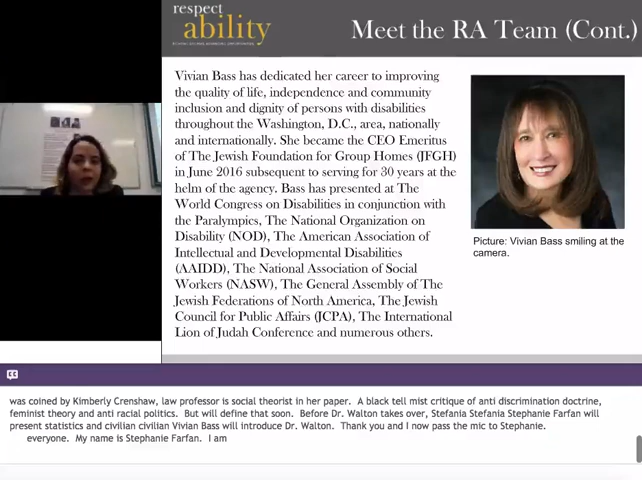 respect
ability
Meet the RA Team (Cont.)
Vivian Bass has dedicated her career to improving
the quality of life, independence and community
inclusion and dignity of persons with disabilities
throughout the Washington, D.C., area, nationally
and internationally. She became the CEO Emeritus
of The Jewish Foundation for Group Homes (JFGH)
in June 2016 subsequent to serving for 30 years at the
helm of the agency. Bass has presented at The
World Congress on Disabilities in conjunction with
the Paralympics, The National Organization on
Disability (NOD), The American Association of
Intellectual and Developmental Disabilities
(AAIDD), The National Association of Social
Workers (NASW), The General Assembly of The
Jewish Federations of North America, The Jewish
Council for Public Affairs (JCPA), The International
Lion of Judah Conference and numerous others.
Picture: Vivian Bass smiling at the
camera.
was coined by Kimberly Crenshaw, law professor is social theorist in her paper. A black tell mist critique of anti discrimination doctrine,
feminist theory and anti racial politics. But will define that soon. Before Dr. Walton takes over, Stefania Stefania Stephanie Farfan will
present statistics and civilian civilian Vivian Bass will introduce Dr. Walton. Thank you and I now pass the mic to Stephanie.
everyone. My name is Stephanie Farfan. I am